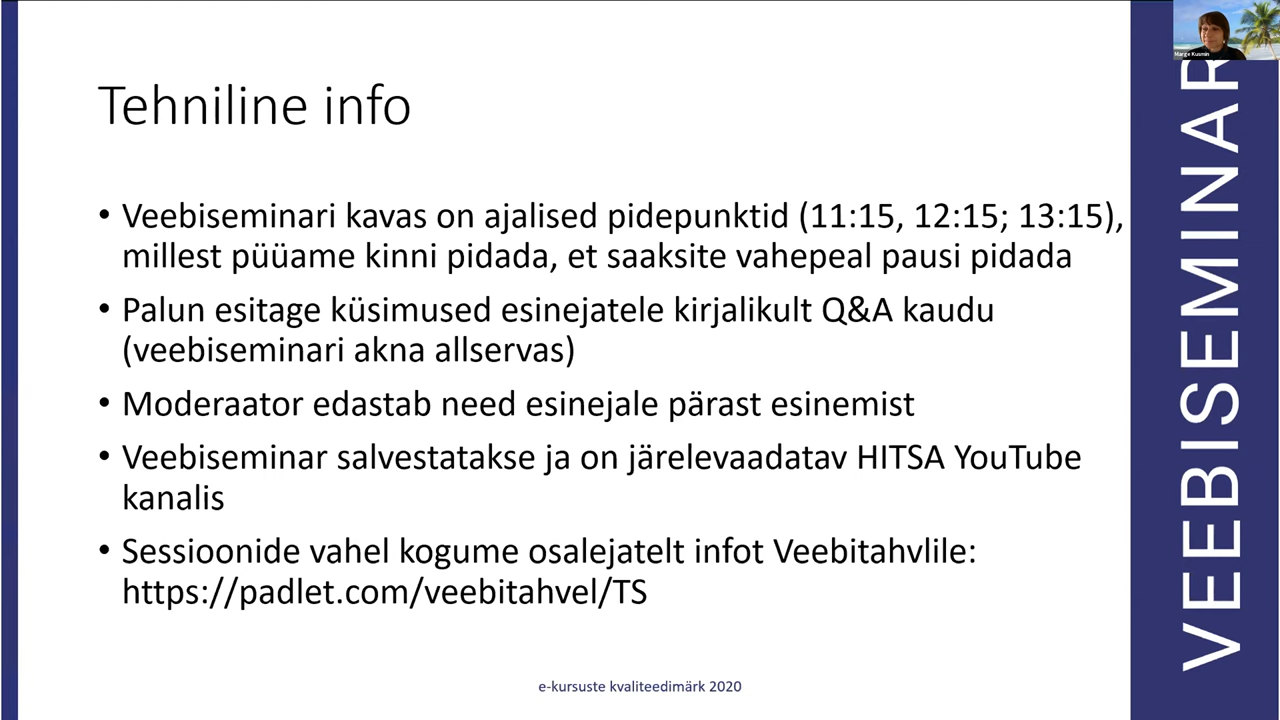 Tehniline info
• Veebiseminari kavas on ajalised pidepunktid (11:15, 12:15; 13:15),
millest püüame kinni pidada, et saaksite vahepeal pausi pidada
• Palun esitage küsimused esinejatele kirjalikult Q&A kaudu
(veebiseminari akna allservas)
• Moderaator edastab need esinejale pärast esinemist
• Veebiseminar salvestatakse ja on järelevaadatav HITSA YouTube
kanalis
• Sessioonide vahel kogume osalejatelt infot Veebitahvlile:
https://padlet.com/veebitahvel/TS
e-kursuste kvaliteedimärk 2020
VEEBISEMINAR
Marge Kusmin